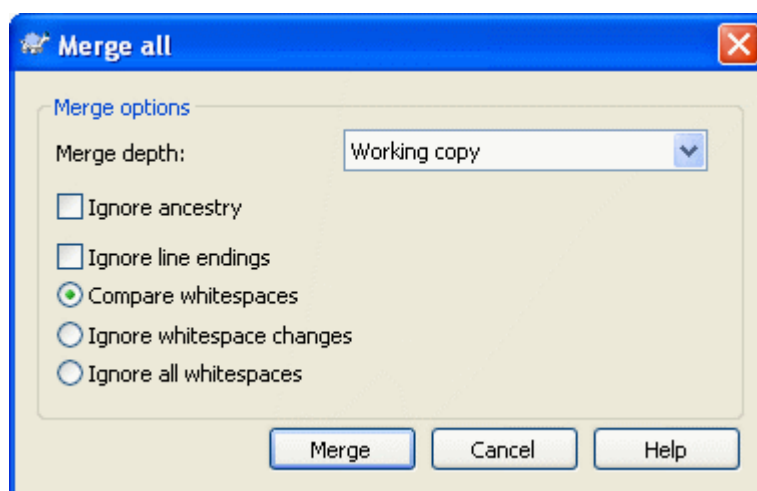 Merge all
Merge options
Merge depth: Working copy
Ignore ancestry
Ignore line endings
Compare whitespaces
Ignore whitespace changes
Ignore all whitespaces
Merge Cancel Help